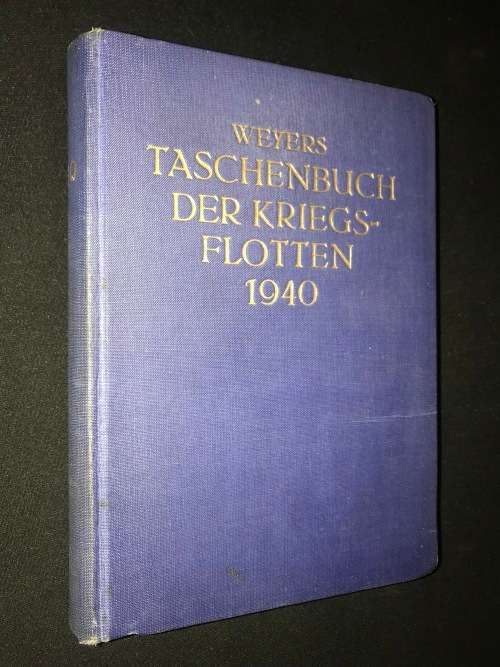 WEYERS
TASCHENBUCH
DER KRIEGS-
FLOTTEN
1940